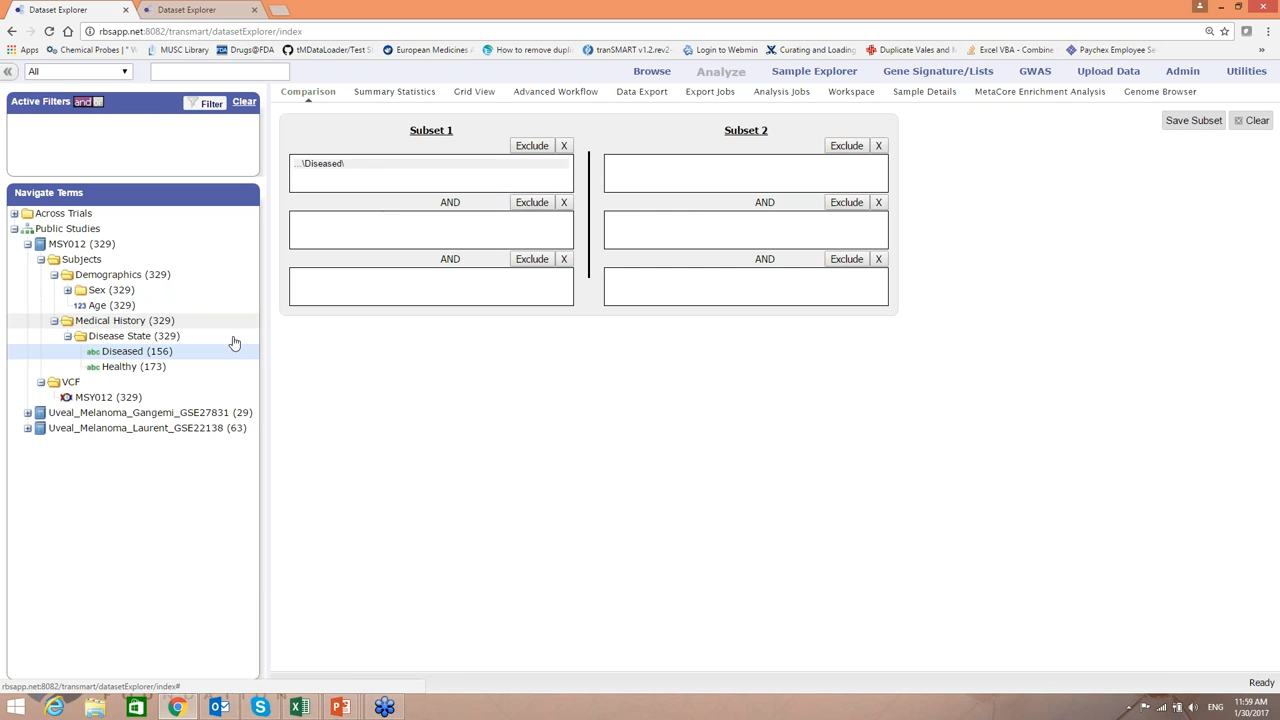 Dataset Explorer
Dataset Explorer
rbsapp.net:8082/transmart/datasetExplorer/index
Apps
Chemical Probes | "
MUSC Library
Drugs@FDA
tMDataLoader/Test S
European Medicines
How to remove duplic
tranSMART v1.2.rev2-
Login to Webmin
Curating and Loading
Duplicate Vales and M
Excel VBA - Combine
Paychex Employee Se
»
All
Browse
Analyze
Sample Explorer
Gene Signature/Lists
GWAS
Upload Data
Admin
Utilities
Active Filters and or
Filter
Clear
Comparison
Summary Statistics
Grid View
Advanced Workflow
Data Export
Export Jobs
Analysis Jobs
Workspace
Sample Details
MetaCore Enrichment Analysis
Genome Browser
Save Subset
Clear
Subset 1
Exclude X
...\Diseased\
AND Exclude X
AND Exclude X
Subset 2
Exclude X
AND Exclude X
AND Exclude X
Navigate Terms
Across Trials
Public Studies
MSY012 (329)
Subjects
Demographics (329)
Sex (329)
123 Age (329)
Medical History (329)
Disease State (329)
abc Diseased (156)
abc Healthy (173)
VCF
MSY012 (329)
Uveal_Melanoma_Gangemi_GSE27831 (29)
Uveal_Melanoma_Laurent_GSE22138 (63)
rbsapp.net:8082/transmart/datasetExplorer/index#
Ready
ENG
11:59 AM
1/30/2017